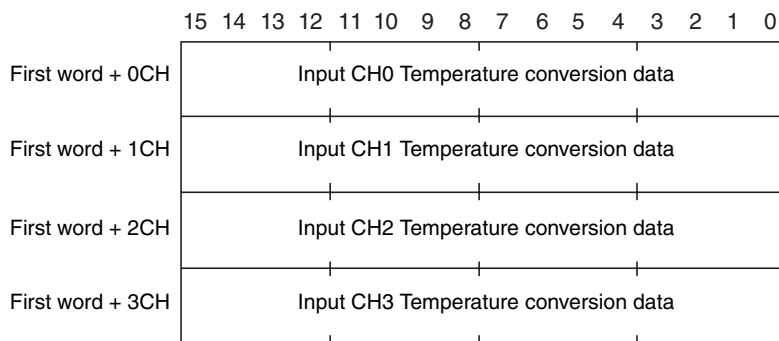 15 14 13 12 11 10 9 8 7 6 5 4 3 2 1 0
First word + 0CH Input CH0 Temperature conversion data
First word + 1CH Input CH1 Temperature conversion data
First word + 2CH Input CH2 Temperature conversion data
First word + 3CH Input CH3 Temperature conversion data